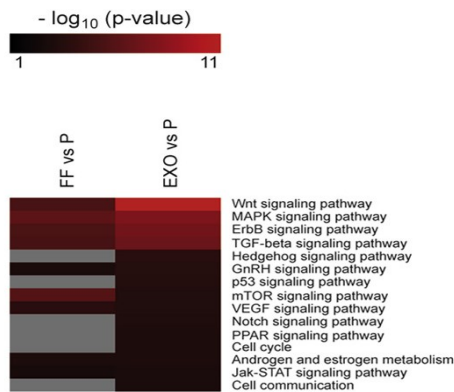 - log₁₀ (p-value)
1 11
FF vs P
EXO vs P
Wnt signaling pathway
MAPK signaling pathway
ErbB signaling pathway
TGF-beta signaling pathway
Hedgehog signaling pathway
GnRH signaling pathway
p53 signaling pathway
mTOR signaling pathway
VEGF signaling pathway
Notch signaling pathway
PPAR signaling pathway
Cell cycle
Androgen and estrogen metabolism
Jak-STAT signaling pathway
Cell communication